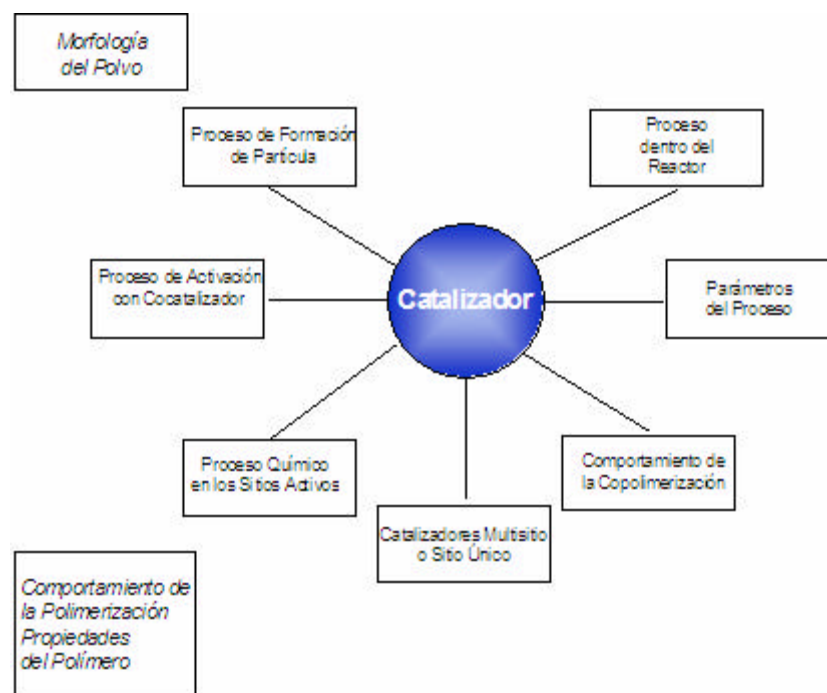 Morfología
del Polvo
Proceso de Formación
de Partícula
Proceso
dentro del
Reactor
Proceso de Activación
con Cocatalizador
Catalizador
Parámetros
del Proceso
Proceso Químico
en los Sitios Activos
Comportamiento de
la Copolimerización
Catalizadores Multisitio
o Sitio Único
Comportamiento de
la Polimerización
Propiedades
del Polímero